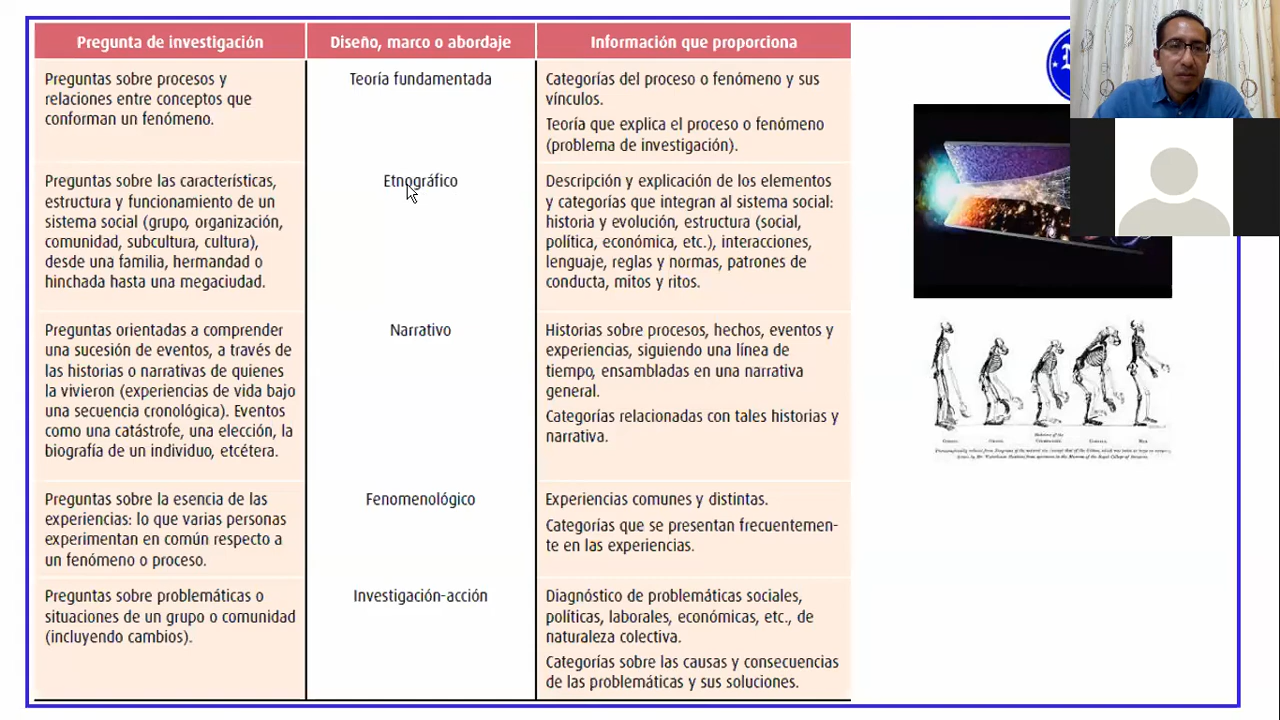 Pregunta de investigación
Diseño, marco o abordaje
Información que proporciona
Preguntas sobre procesos y
relaciones entre conceptos que
conforman un fenómeno.
Teoría fundamentada
Categorías del proceso o fenómeno y sus
vínculos.
Teoría que explica el proceso o fenómeno
(problema de investigación).
Preguntas sobre las características,
estructura y funcionamiento de un
sistema social (grupo, organización,
comunidad, subcultura, cultura),
desde una familia, hermandad o
hinchada hasta una megaciudad.
Etnográfico
Descripción y explicación de los elementos
y categorías que integran al sistema social:
historia y evolución, estructura (social,
política, económica, etc.), interacciones,
lenguaje, reglas y normas, patrones de
conducta, mitos y ritos.
Preguntas orientadas a comprender
una sucesión de eventos, a través de
las historias o narrativas de quienes
la vivieron (experiencias de vida bajo
una secuencia cronológica). Eventos
como una catástrofe, una elección, la
biografía de un individuo, etcétera.
Narrativo
Historias sobre procesos, hechos, eventos y
experiencias, siguiendo una línea de
tiempo, ensambladas en una narrativa
general.
Categorías relacionadas con tales historias y
narrativa.
Preguntas sobre la esencia de las
experiencias: lo que varias personas
experimentan en común respecto a
un fenómeno o proceso.
Fenomenológico
Experiencias comunes y distintas.
Categorías que se presentan frecuentemen-
te en las experiencias.
Preguntas sobre problemáticas o
situaciones de un grupo o comunidad
(incluyendo cambios).
Investigación-acción
Diagnóstico de problemáticas sociales,
políticas, laborales, económicas, etc., de
naturaleza colectiva.
Categorías sobre las causas y consecuencias
de las problemáticas y sus soluciones.